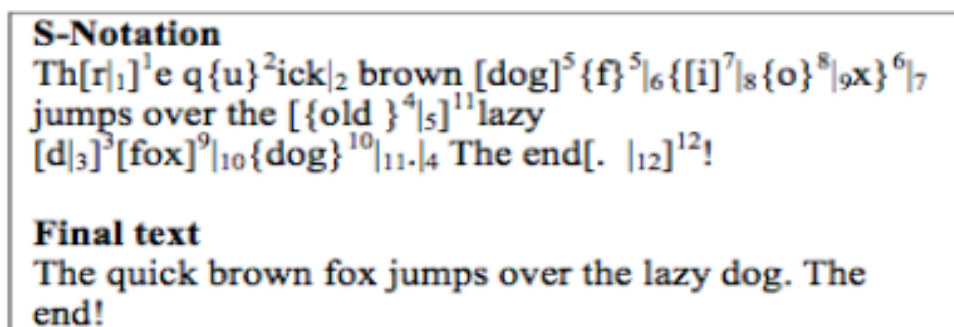 S-Notation
Th[r|₁]¹e q{u}²ick|₂ brown [dog]⁵{f}⁵|₆{[i]⁷|₈{o}⁸|₉x}⁶|₇
jumps over the [{old }⁴|₅]¹¹lazy
[d|₃]³[fox]⁹|₁₀{dog}¹⁰|₁₁.|₄ The end[.  |₁₂]¹²!
Final text
The quick brown fox jumps over the lazy dog. The
end!